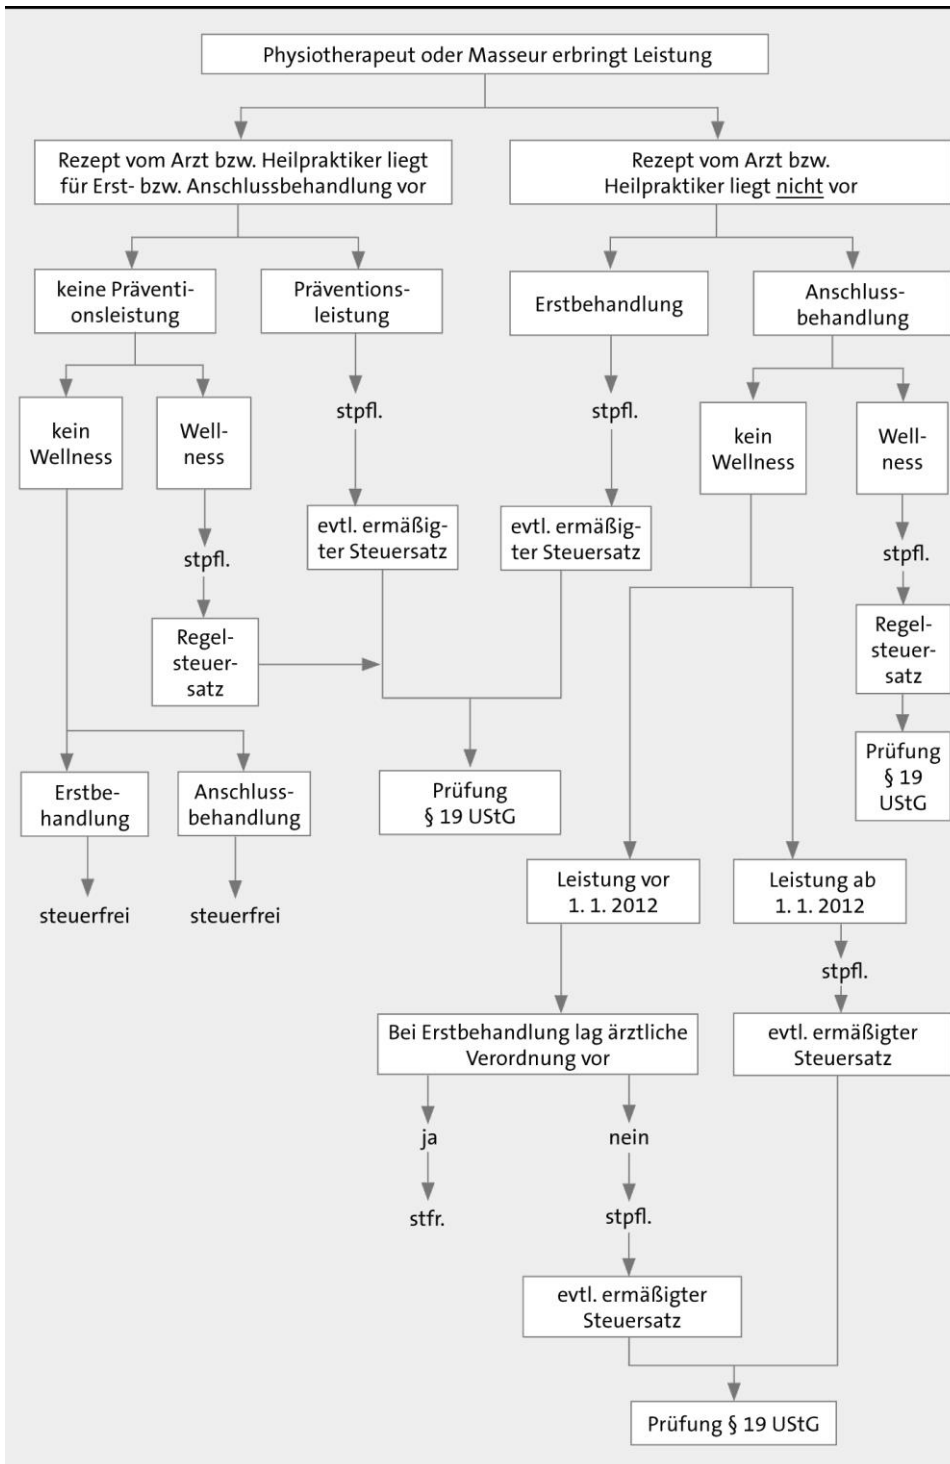 Physiotherapeut oder Masseur erbringt Leistung
Rezept vom Arzt bzw. Heilpraktiker liegt
für Erst- bzw. Anschlussbehandlung vor
Rezept vom Arzt bzw.
Heilpraktiker liegt nicht vor
keine Präventi-
onsleistung
Präventions-
leistung
Erstbehandlung
Anschluss-
behandlung
kein
Wellness
Well-
ness
stpfl.
stpfl.
kein
Wellness
Well-
ness
evtl. ermäßig-
ter Steuersatz
evtl. ermäßig-
ter Steuersatz
stpfl.
stpfl.
Regel-
steuer-
satz
Regel-
steuer-
satz
Erstbe-
handlung
Anschluss-
behandlung
Prüfung
§ 19 UStG
Prüfung
§ 19
UStG
steuerfrei
steuerfrei
Leistung vor
1. 1. 2012
Leistung ab
1. 1. 2012
stpfl.
Bei Erstbehandlung lag ärztliche
Verordnung vor
evtl. ermäßigter
Steuersatz
ja
nein
stfr.
stpfl.
evtl. ermäßigter
Steuersatz
Prüfung § 19 UStG